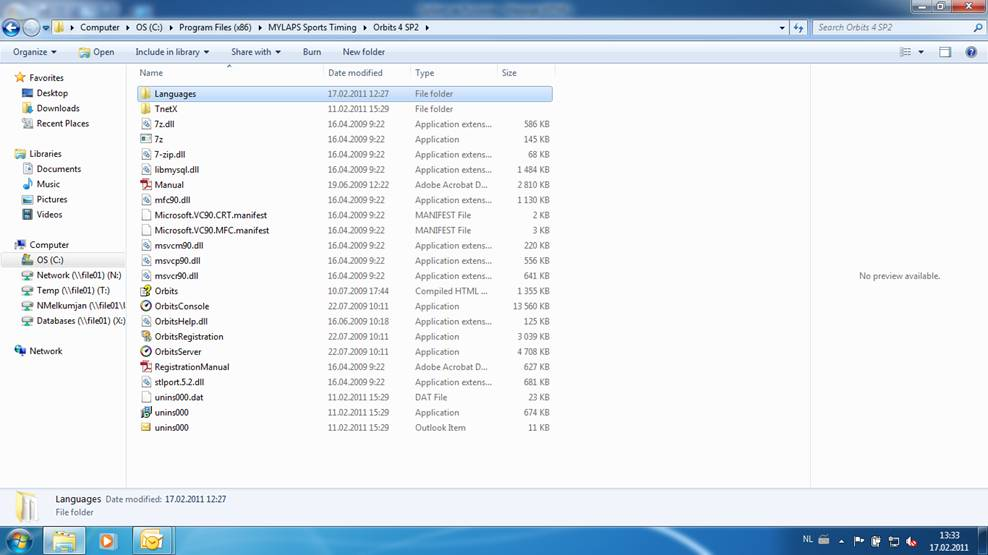 Computer ▸ OS (C:) ▸ Program Files (x86) ▸ MYLAPS Sports Timing ▸ Orbits 4 SP2 ▸
Search Orbits 4 SP2
Organize Open Include in library Share with Burn New folder
Favorites
Desktop
Downloads
Recent Places
Libraries
Documents
Music
Pictures
Videos
Computer
OS (C:)
Network (\\file01) (N:)
Temp (\\file01) (T:)
NMelkumjan (\\file01\U
Databases (\\file01) (X:)
Network
Name Date modified Type Size
Languages 17.02.2011 12:27 File folder
TnetX 11.02.2011 15:29 File folder
7z.dll 16.04.2009 9:22 Application extens... 586 KB
7z 16.04.2009 9:22 Application 145 KB
7-zip.dll 16.04.2009 9:22 Application extens... 68 KB
libmysql.dll 16.04.2009 9:22 Application extens... 1 484 KB
Manual 19.06.2009 12:22 Adobe Acrobat D... 2 810 KB
mfc90.dll 16.04.2009 9:22 Application extens... 1 130 KB
Microsoft.VC90.CRT.manifest 16.04.2009 9:22 MANIFEST File 2 KB
Microsoft.VC90.MFC.manifest 16.04.2009 9:22 MANIFEST File 3 KB
msvcm90.dll 16.04.2009 9:22 Application extens... 220 KB
msvcp90.dll 16.04.2009 9:22 Application extens... 556 KB
msvcr90.dll 16.04.2009 9:22 Application extens... 641 KB
Orbits 10.07.2009 17:44 Compiled HTML ... 1 355 KB
OrbitsConsole 22.07.2009 10:11 Application 13 560 KB
OrbitsHelp.dll 16.06.2009 10:18 Application extens... 125 KB
OrbitsRegistration 22.07.2009 10:11 Application 3 039 KB
OrbitsServer 22.07.2009 10:11 Application 4 708 KB
RegistrationManual 16.04.2009 9:22 Adobe Acrobat D... 627 KB
stlport.5.2.dll 16.04.2009 9:22 Application extens... 681 KB
unins000.dat 11.02.2011 15:29 DAT File 23 KB
unins000 11.02.2011 15:29 Application 674 KB
unins000 11.02.2011 15:29 Outlook Item 11 KB
No preview available.
Languages Date modified: 17.02.2011 12:27
File folder
NL
13:33
17.02.2011